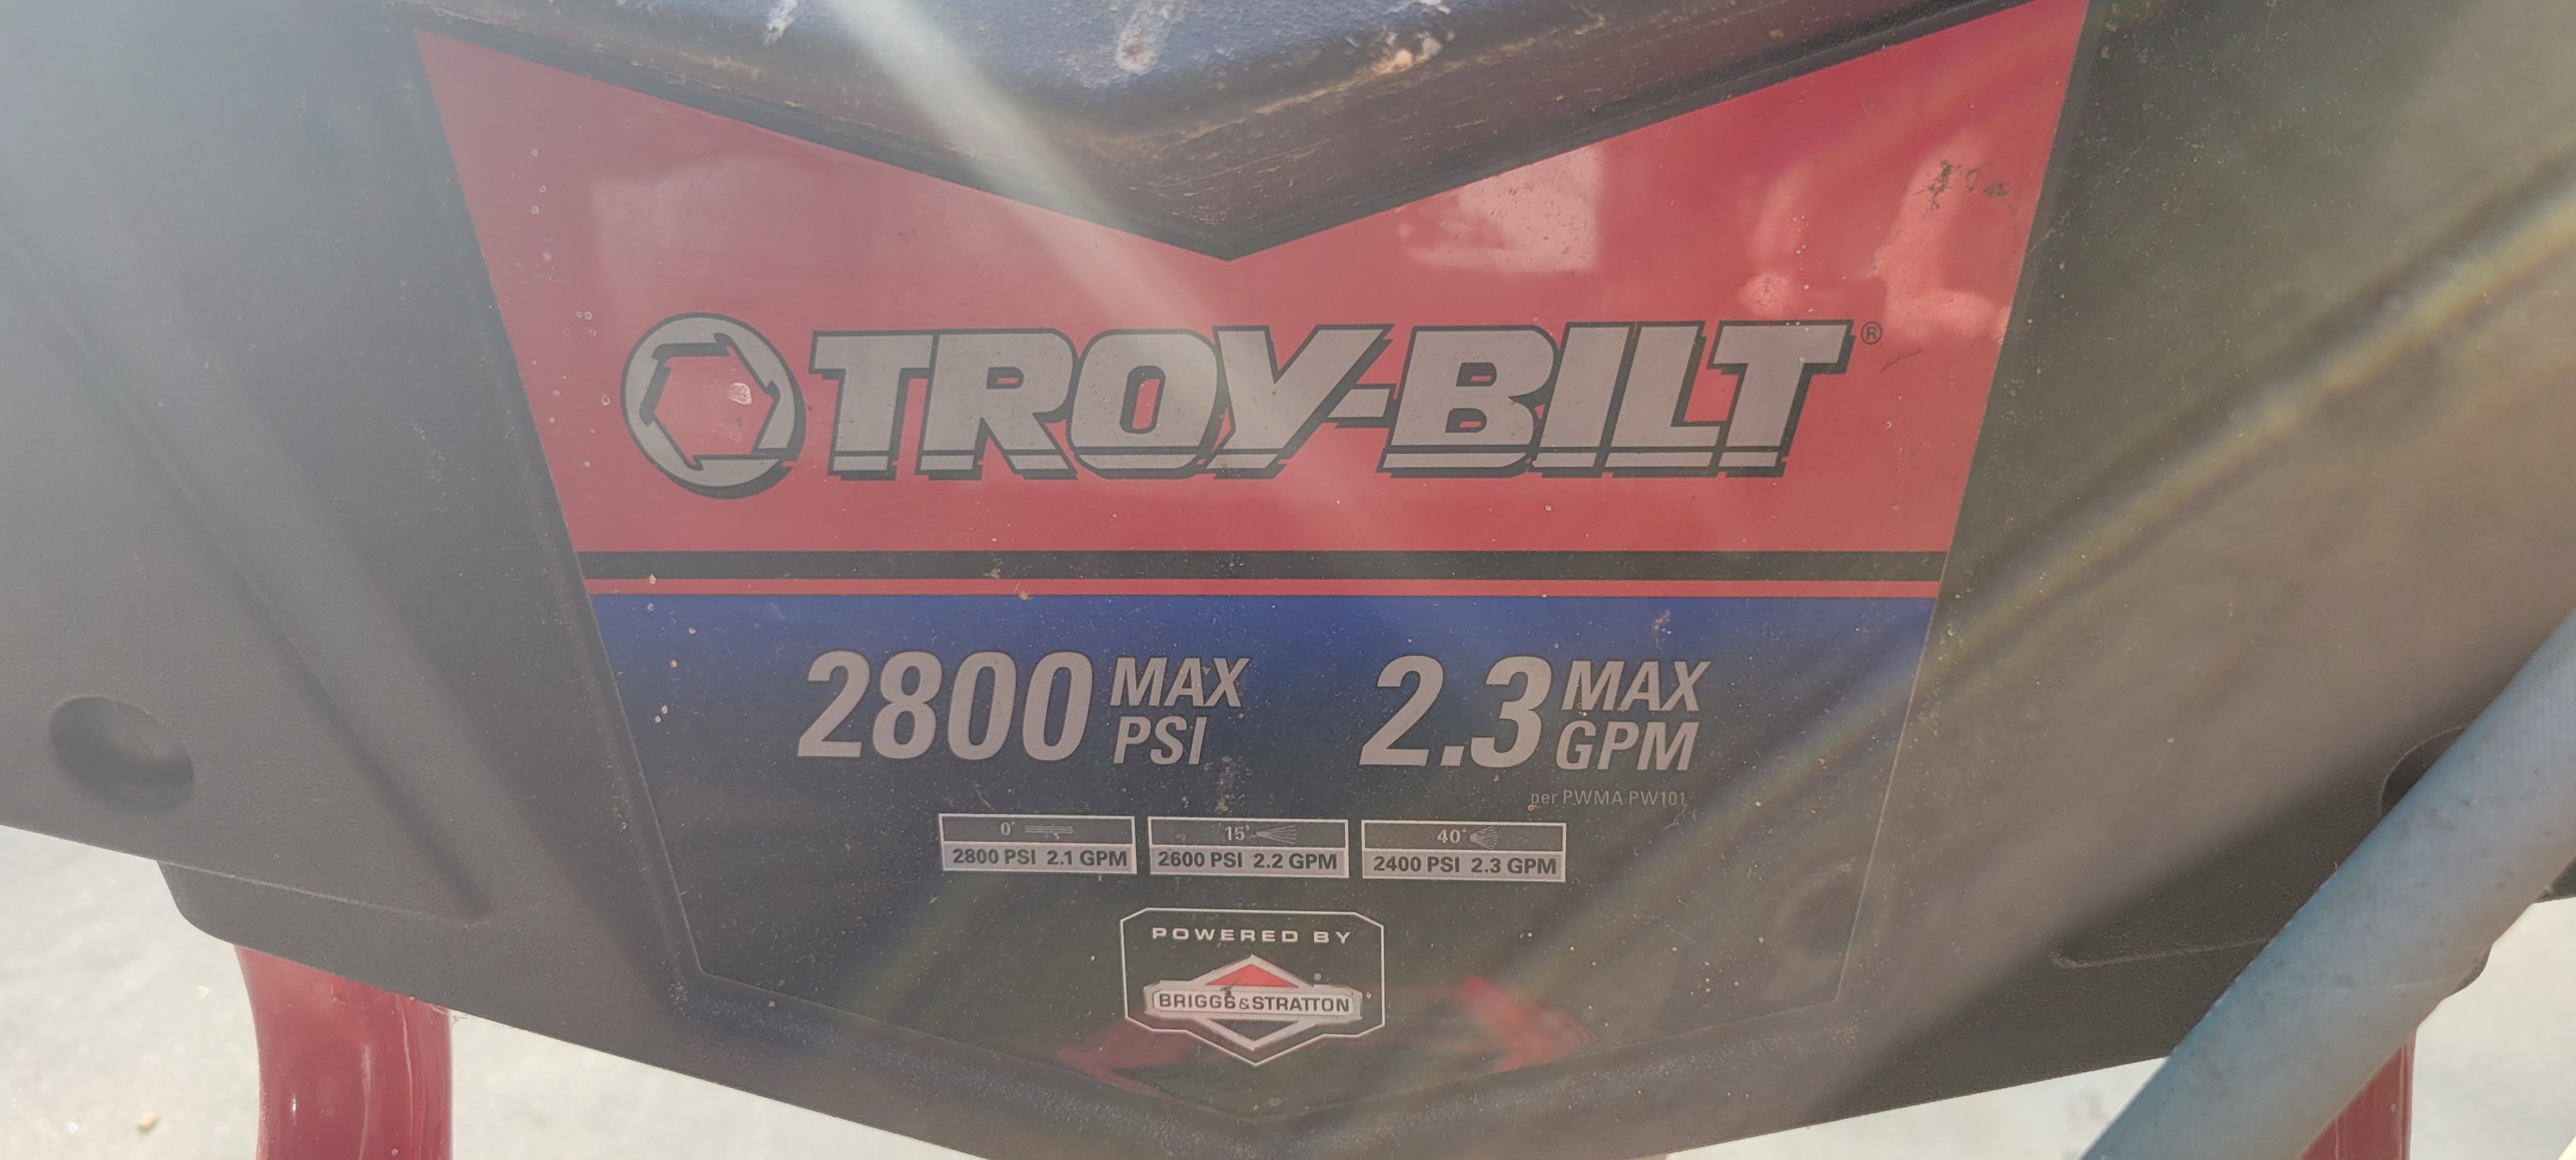 TROY-BILT®
2800 MAX PSI 2.3 MAX GPM
per PWMA PW101
0° 15° 40°
2800 PSI 2.1 GPM 2600 PSI 2.2 GPM 2400 PSI 2.3 GPM
POWERED BY
BRIGGS&STRATTON